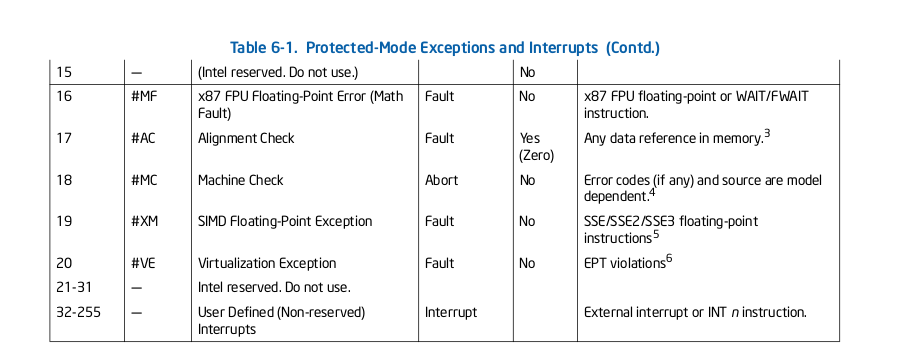 Table 6-1. Protected-Mode Exceptions and Interrupts (Contd.)
15 — (Intel reserved. Do not use.) No
16 #MF x87 FPU Floating-Point Error (Math Fault) Fault No x87 FPU floating-point or WAIT/FWAIT instruction.
17 #AC Alignment Check Fault Yes (Zero) Any data reference in memory.3
18 #MC Machine Check Abort No Error codes (if any) and source are model dependent.4
19 #XM SIMD Floating-Point Exception Fault No SSE/SSE2/SSE3 floating-point instructions5
20 #VE Virtualization Exception Fault No EPT violations6
21-31 — Intel reserved. Do not use.
32-255 — User Defined (Non-reserved) Interrupts Interrupt External interrupt or INT n instruction.